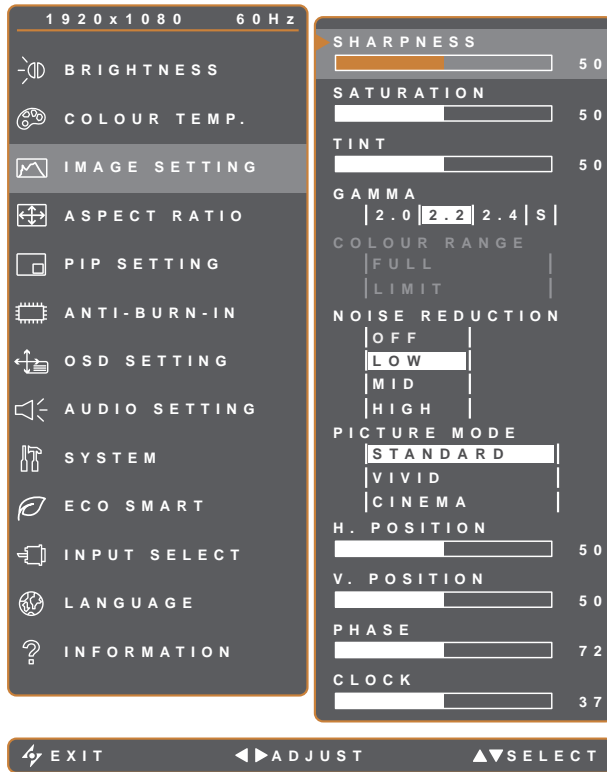 1920x1080 60Hz
BRIGHTNESS
COLOUR TEMP.
IMAGE SETTING
ASPECT RATIO
PIP SETTING
ANTI-BURN-IN
OSD SETTING
AUDIO SETTING
SYSTEM
ECO SMART
INPUT SELECT
LANGUAGE
INFORMATION
SHARPNESS
50
SATURATION
50
TINT
50
GAMMA
2.0 2.2 2.4 S
COLOUR RANGE
FULL
LIMIT
NOISE REDUCTION
OFF
LOW
MID
HIGH
PICTURE MODE
STANDARD
VIVID
CINEMA
H. POSITION
50
V. POSITION
50
PHASE
72
CLOCK
37
EXIT ADJUST SELECT